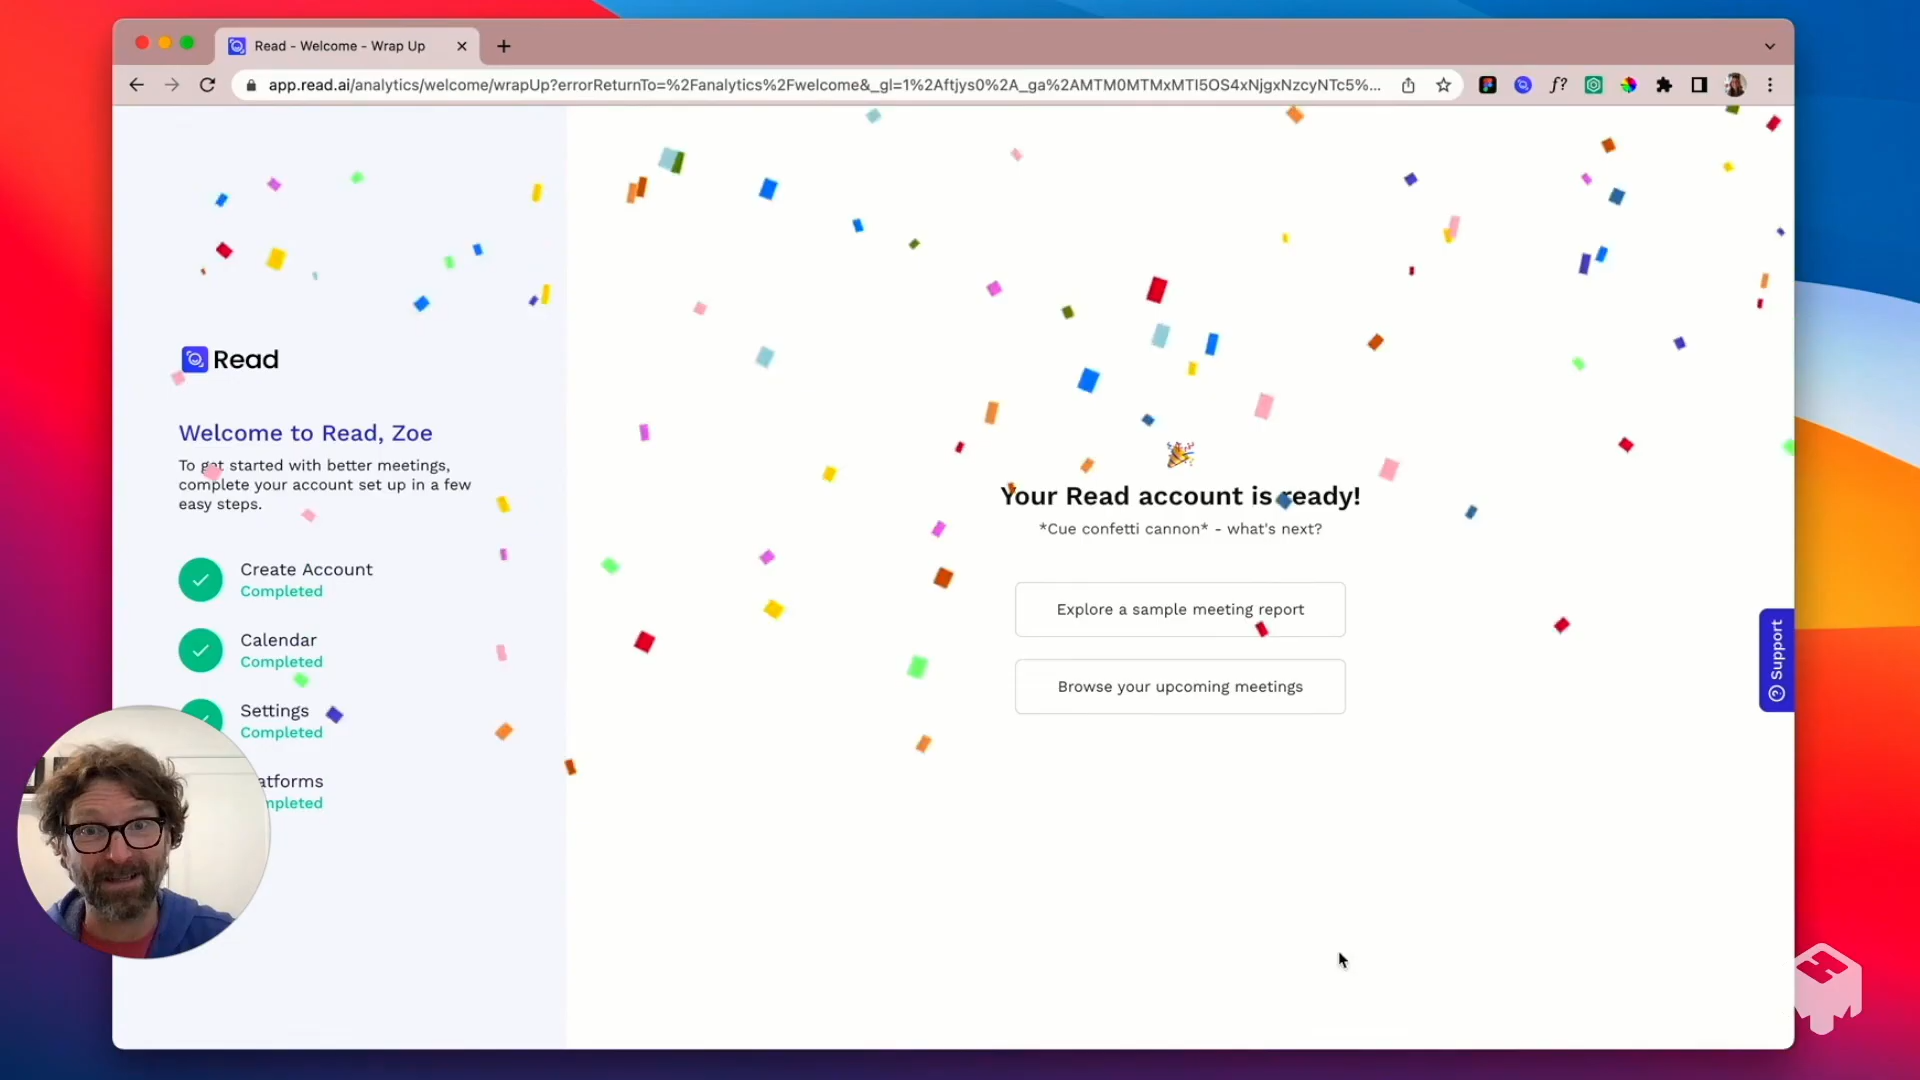 Read - Welcome - Wrap Up
app.read.ai/analytics/welcome/wrapUp?errorReturnTo=%2Fanalytics%2Fwelcome&_gl=1%2Aftjys0%2A_ga%2AMTM0MTMxMTI5OS4xNjgxNzcyNTc5%...
f?
Read
Welcome to Read, Zoe
To get started with better meetings,
complete your account set up in a few
easy steps.
Create Account
Completed
Calendar
Completed
Settings
Completed
atforms
mpleted
Your Read account is ready!
*Cue confetti cannon* - what's next?
Explore a sample meeting report
Browse your upcoming meetings
Support